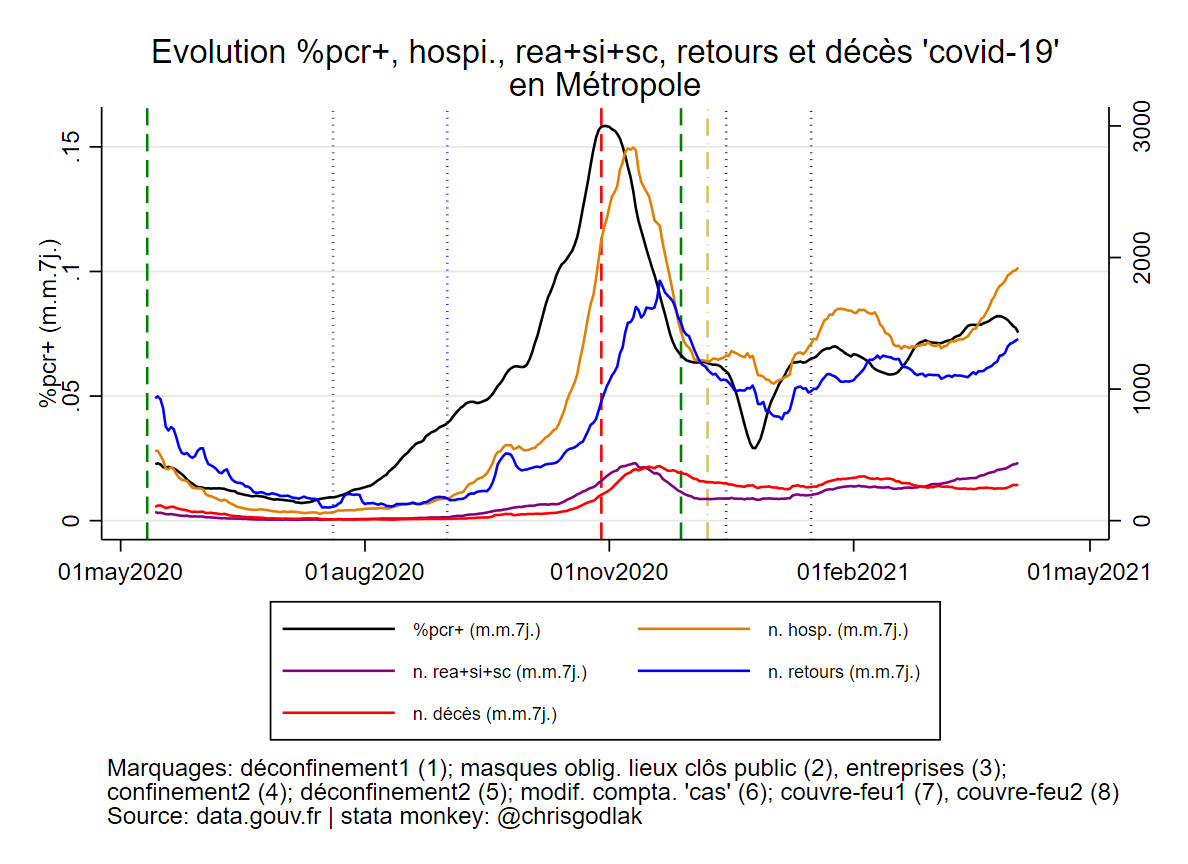 Evolution %pcr+, hospi., rea+si+sc, retours et décès 'covid-19'
en Métropole
%pcr+ (m.m.7j.)
.15
.1
.05
0
3000
2000
1000
0
01may2020 01aug2020 01nov2020 01feb2021 01may2021
%pcr+ (m.m.7j.) n. hosp. (m.m.7j.)
n. rea+si+sc (m.m.7j.) n. retours (m.m.7j.)
n. décès (m.m.7j.)
Marquages: déconfinement1 (1); masques oblig. lieux clôs public (2), entreprises (3);
confinement2 (4); déconfinement2 (5); modif. compta. 'cas' (6); couvre-feu1 (7), couvre-feu2 (8)
Source: data.gouv.fr | stata monkey: @chrisgodlak